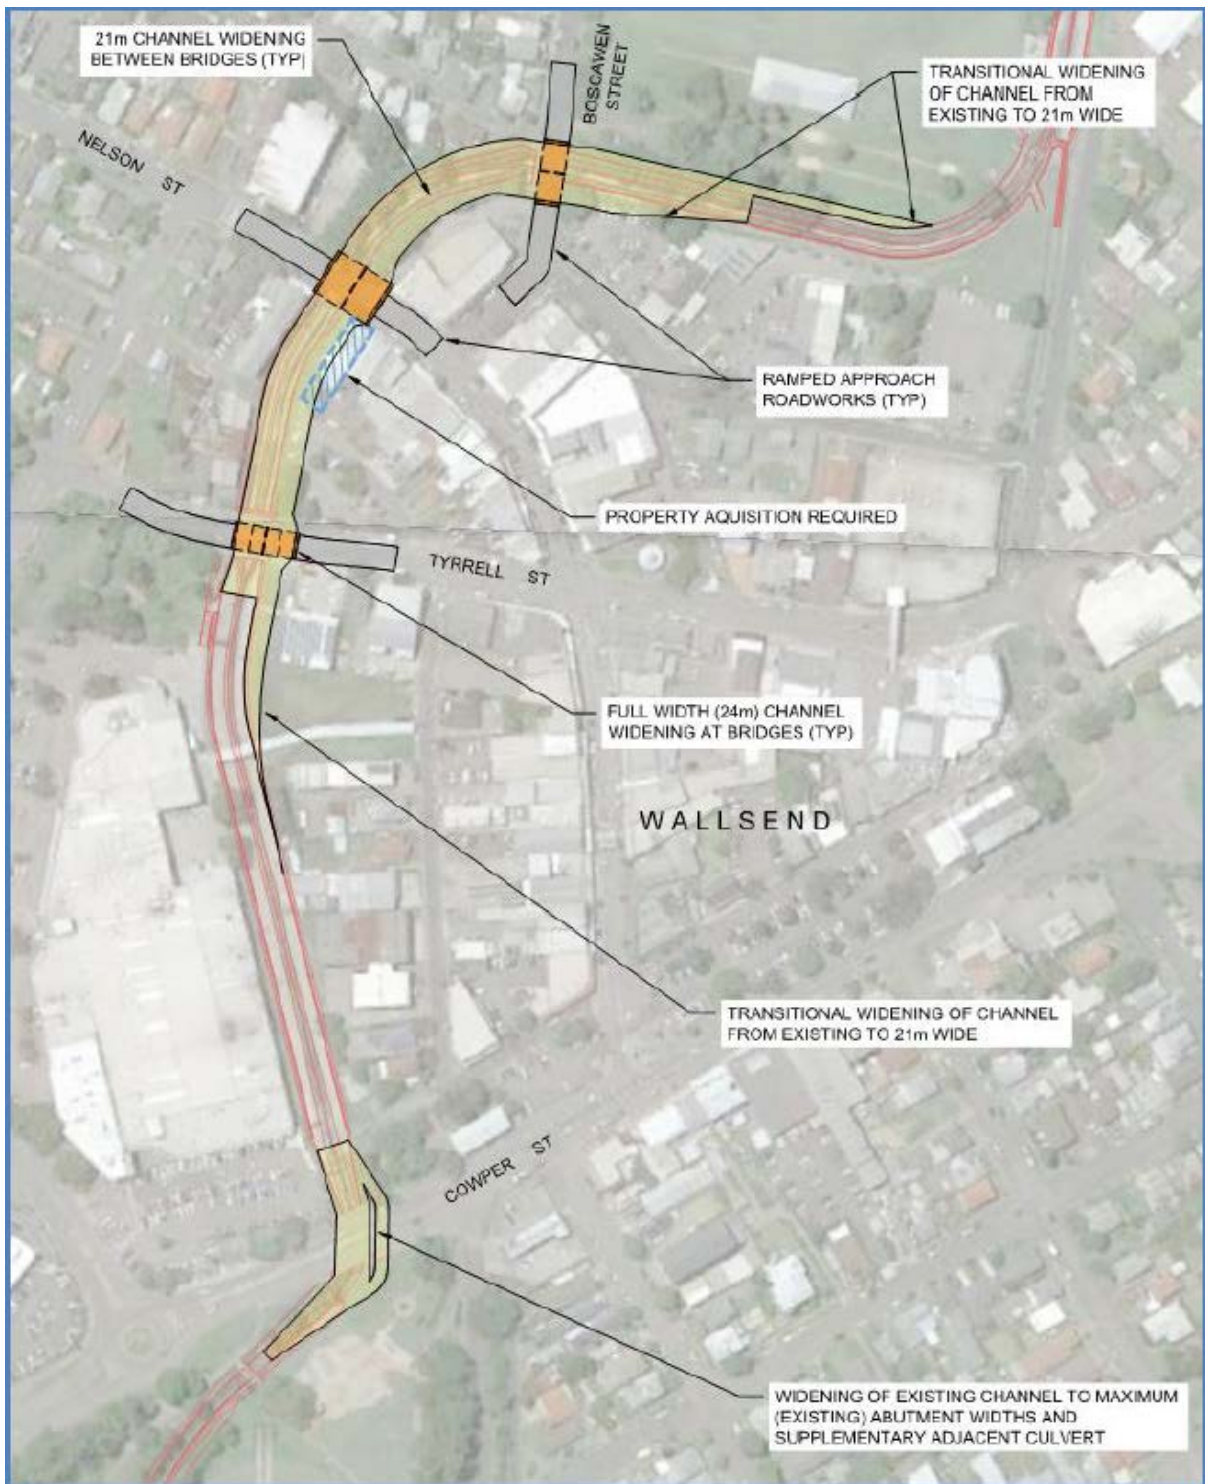 21m CHANNEL WIDENING
BETWEEN BRIDGES (TYP)
BOSCAWEN
STREET
TRANSITIONAL WIDENING
OF CHANNEL FROM
EXISTING TO 21m WIDE
NELSON ST
RAMPED APPROACH
ROADWORKS (TYP)
PROPERTY AQUISITION REQUIRED
TYRRELL ST
FULL WIDTH (24m) CHANNEL
WIDENING AT BRIDGES (TYP)
WALLSEND
TRANSITIONAL WIDENING OF CHANNEL
FROM EXISTING TO 21m WIDE
COWPER ST
WIDENING OF EXISTING CHANNEL TO MAXIMUM
(EXISTING) ABUTMENT WIDTHS AND
SUPPLEMENTARY ADJACENT CULVERT